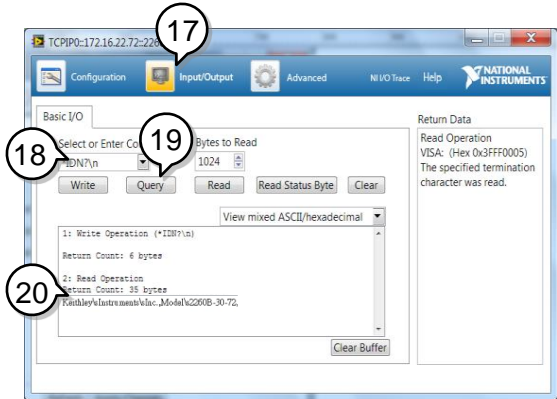 17
TCPIP0::172.16.22.72::226
Configuration Input/Output Advanced NI I/O Trace Help NATIONAL INSTRUMENTS
Basic I/O
Return Data
18
Select or Enter Co
19
Bytes to Read
*IDN?\n
1024
Write Query Read Read Status Byte Clear
View mixed ASCII/hexadecimal
1: Write Operation (*IDN?\n)
Return Count: 6 bytes
2: Read Operation
Return Count: 35 bytes
20
Keithley\sInstruments\sInc.,Model\s2260B-30-72,
Clear Buffer
Read Operation
VISA: (Hex 0x3FFF0005)
The specified termination
character was read.